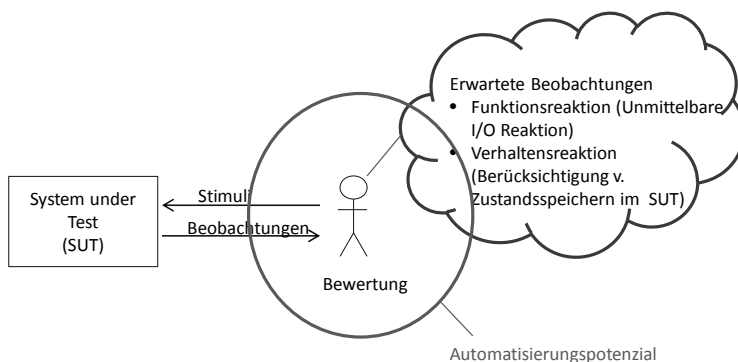 Erwartete Beobachtungen
• Funktionsreaktion (Unmittelbare
I/O Reaktion)
• Verhaltensreaktion
(Berücksichtigung v.
Zustandsspeichern im SUT)
System under
Test
(SUT)
Stimuli
Beobachtungen
Bewertung
Automatisierungspotenzial